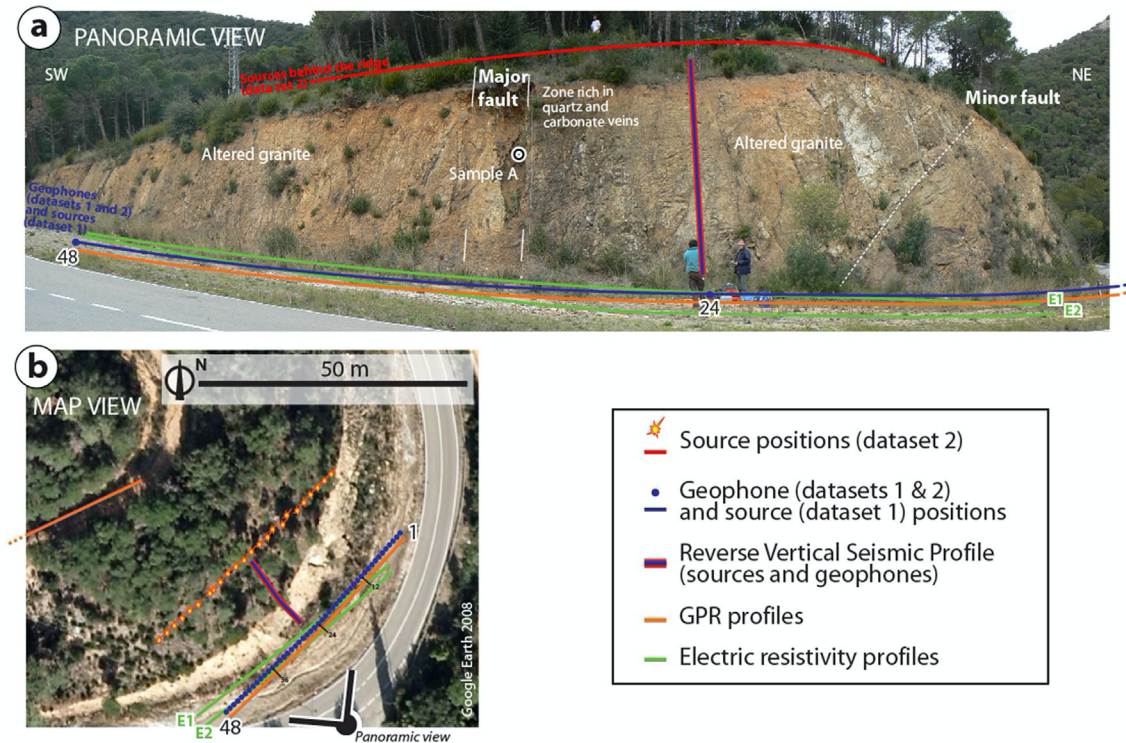 a
PANORAMIC VIEW
SW
NE
Sources behind the ridge
(data set 2)
Major
fault
Zone rich in
quartz and
carbonate veins
Minor fault
Altered granite
Altered granite
Sample A
Geophones
(datasets 1 and 2)
and sources
(dataset 1)
48
24
E1
E2
b
MAP VIEW
N
50 m
1
12
24
36
E1
E2
48
Google Earth 2008
Panoramic view
Source positions (dataset 2)
Geophone (datasets 1 & 2)
and source (dataset 1) positions
Reverse Vertical Seismic Profile
(sources and geophones)
GPR profiles
Electric resistivity profiles